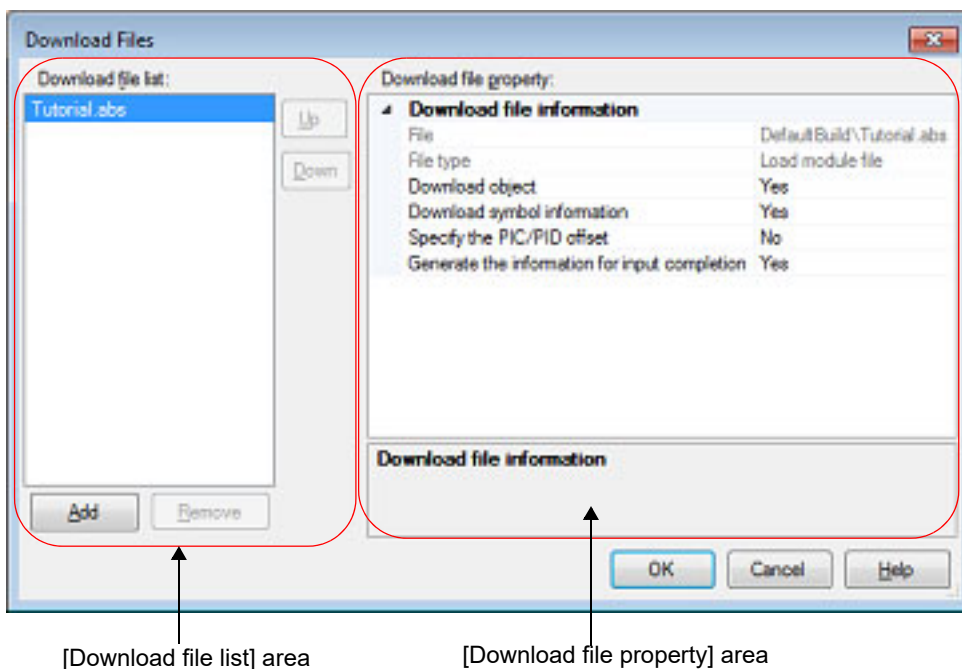 Download Files
Download file list:
Tutorial.abs
Up
Down
Add
Remove
Download file property:
Download file information
File DefaultBuild\Tutorial.abs
File type Load module file
Download object Yes
Download symbol information Yes
Specify the PIC/PID offset No
Generate the information for input completion Yes
Download file information
OK
Cancel
Help
[Download file list] area
[Download file property] area